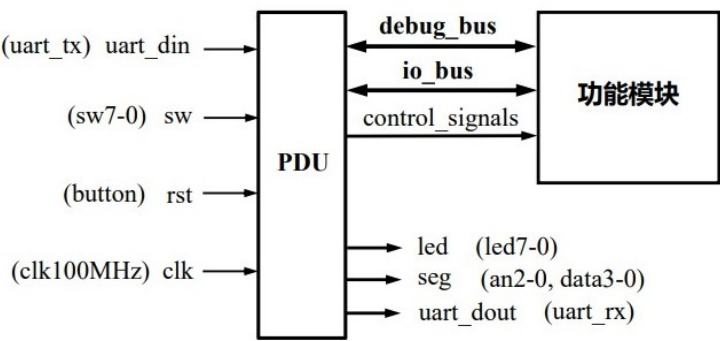 (uart_tx) uart_din
(sw7-0) sw
(button) rst
(clk100MHz) clk
PDU
debug_bus
io_bus
control_signals
功能模块
led (led7-0)
seg (an2-0, data3-0)
uart_dout (uart_rx)